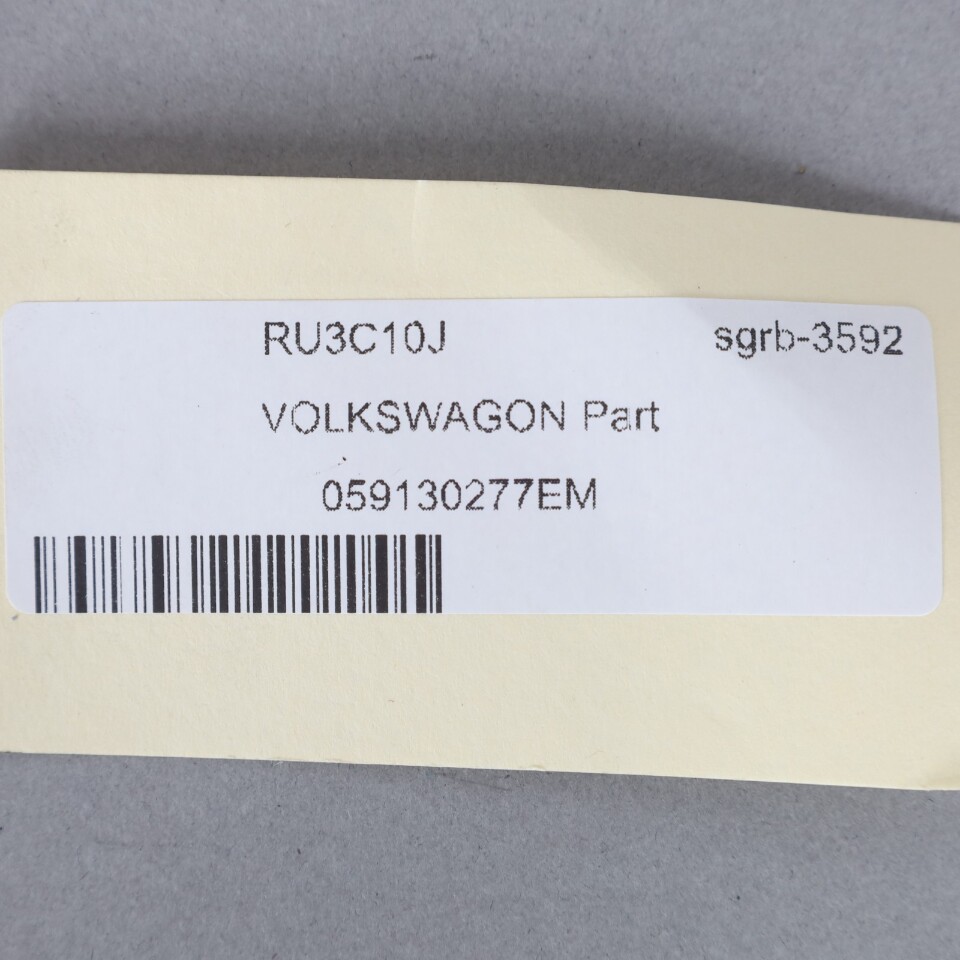 RU3C10J sgrb-3592
VOLKSWAGON Part
059130277EM